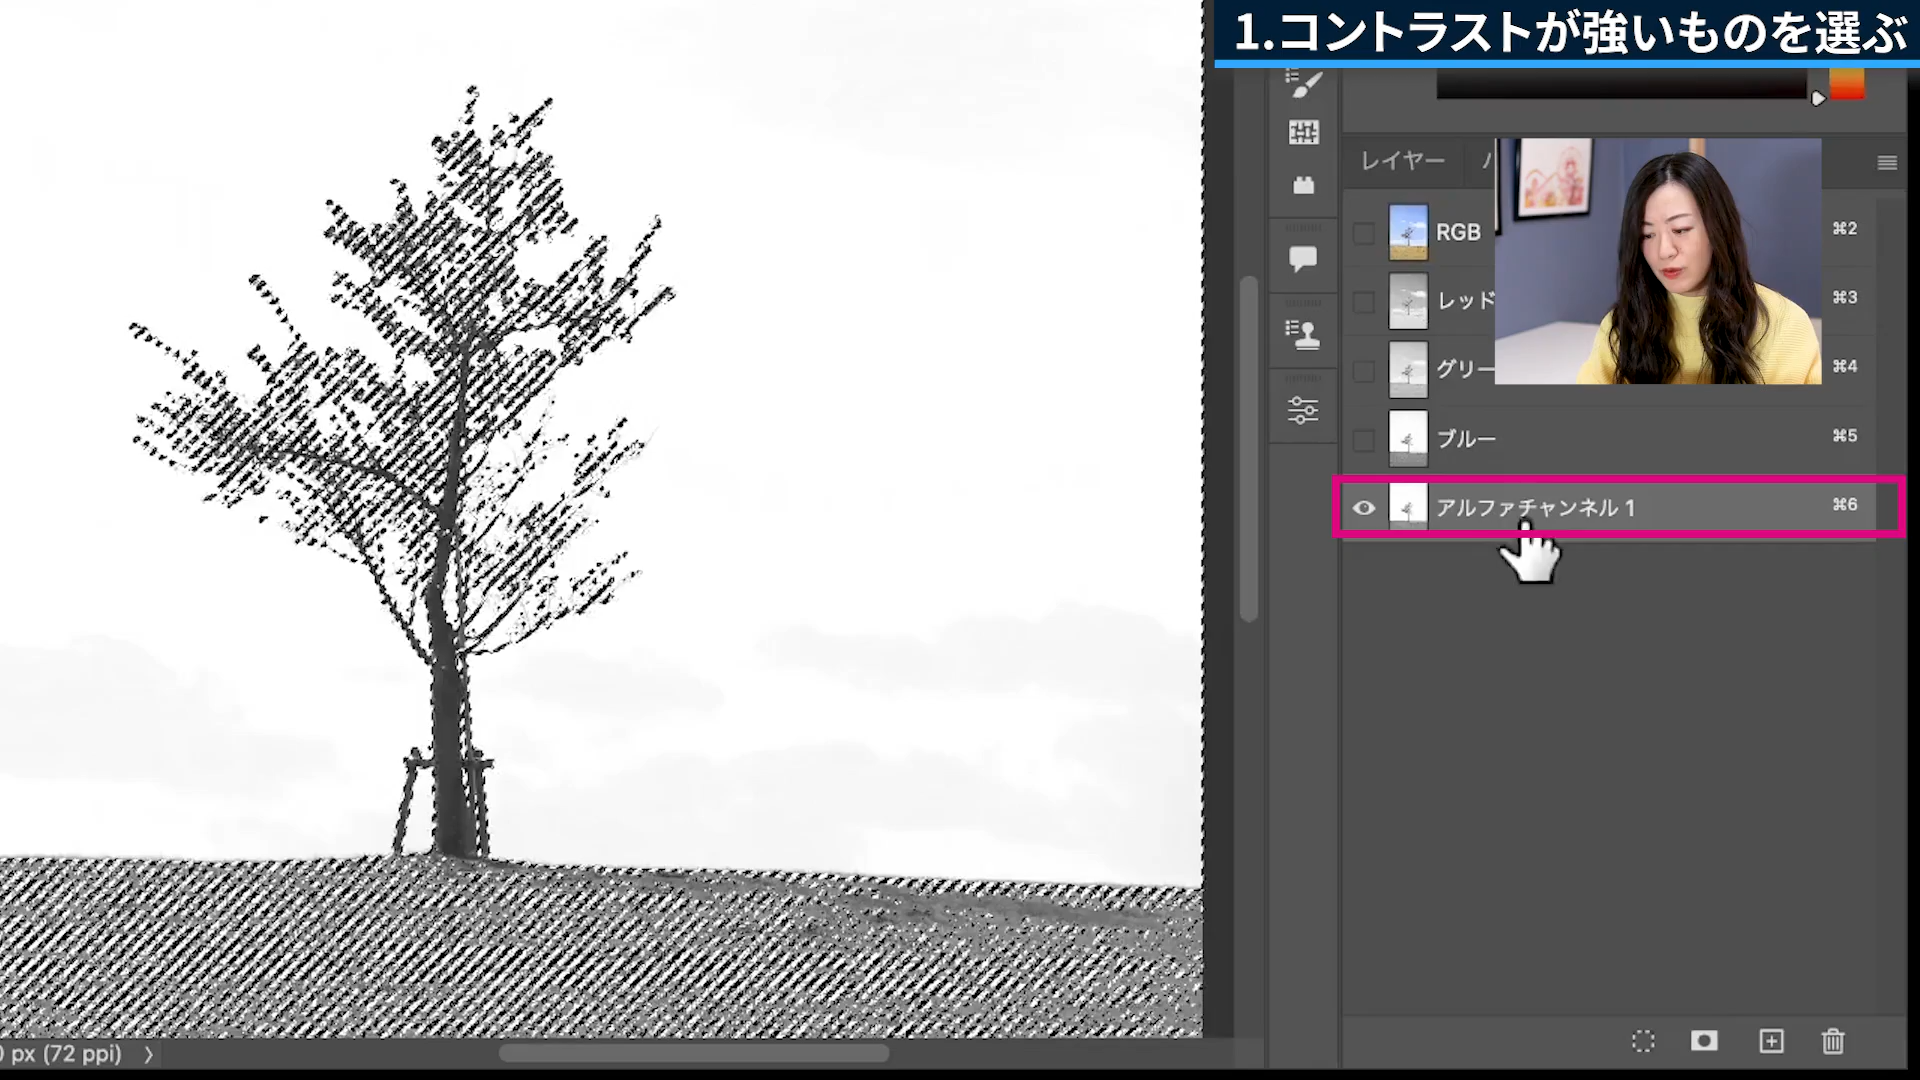 1.コントラストが強いものを選ぶ
レイヤー
RGB ⌘2
レッド ⌘3
グリー ⌘4
ブルー ⌘5
アルファチャンネル 1 ⌘6
px (72 ppi)